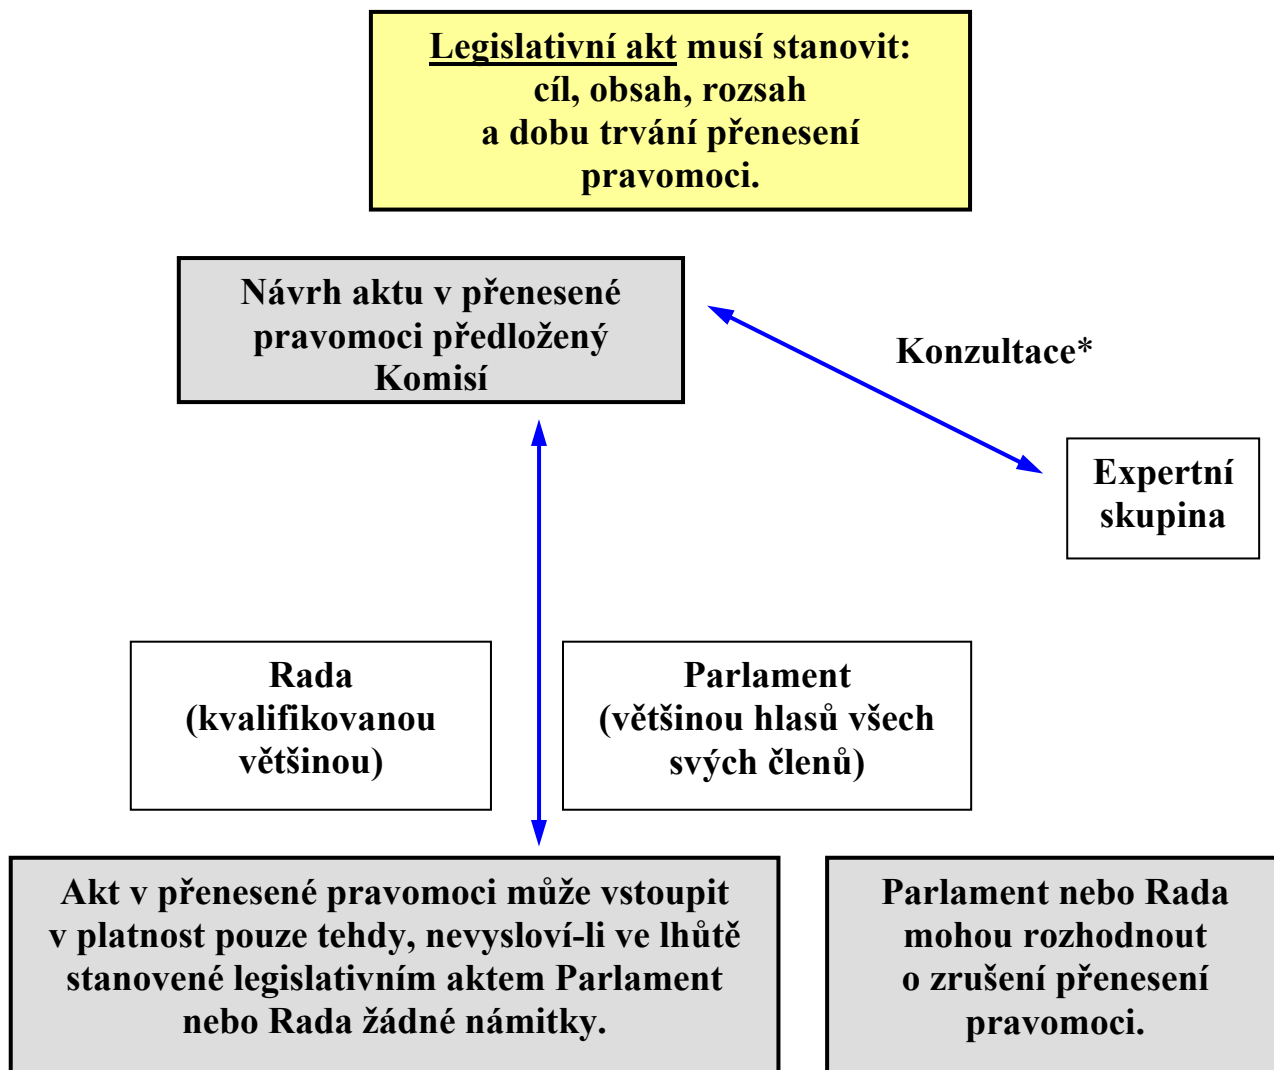 Legislativní akt musí stanovit:
cíl, obsah, rozsah
a dobu trvání přenesení
pravomoci.
Návrh aktu v přenesené
pravomoci předložený
Komisí
Konzultace*
Expertní
skupina
Rada
(kvalifikovanou
většinou)
Parlament
(většinou hlasů všech
svých členů)
Akt v přenesené pravomoci může vstoupit
v platnost pouze tehdy, nevysloví-li ve lhůtě
stanovené legislativním aktem Parlament
nebo Rada žádné námitky.
Parlament nebo Rada
mohou rozhodnout
o zrušení přenesení
pravomoci.